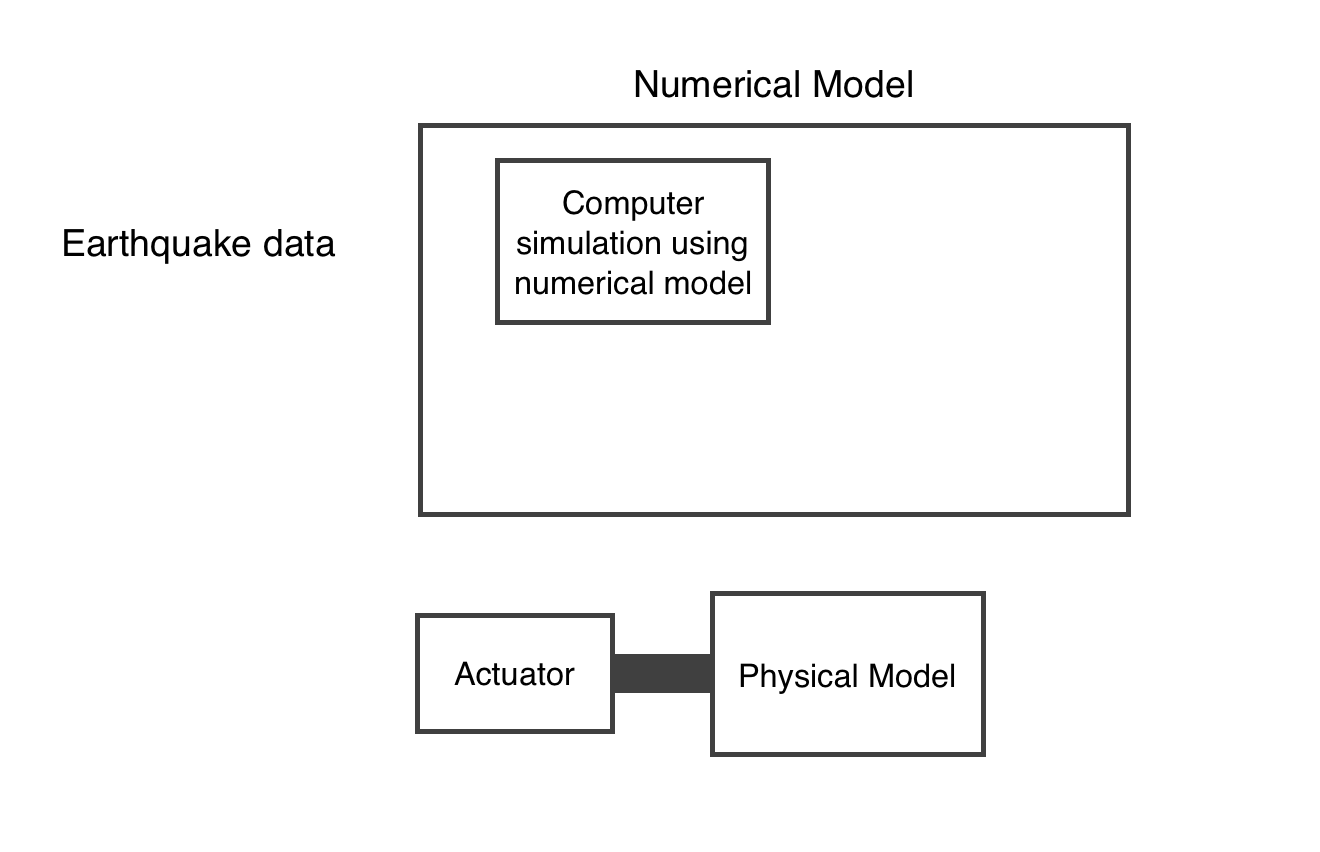 Numerical Model
Earthquake data
Computer
simulation using
numerical model
Actuator
Physical Model